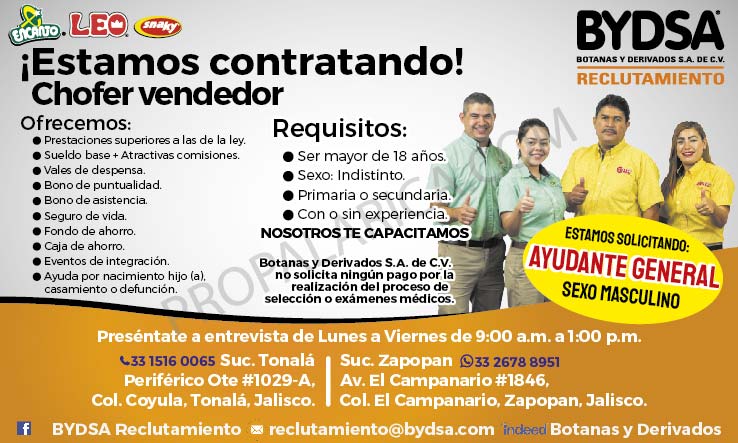 ENCANTO
LEO
snaky
BYDSA
BOTANAS Y DERIVADOS S.A. DE C.V.
RECLUTAMIENTO
¡Estamos contratando!
Chofer vendedor
Ofrecemos:
● Prestaciones superiores a las de la ley.
● Sueldo base + Atractivas comisiones.
● Vales de despensa.
● Bono de puntualidad.
● Bono de asistencia.
● Seguro de vida.
● Fondo de ahorro.
● Caja de ahorro.
● Eventos de integración.
● Ayuda por nacimiento hijo (a),
casamiento o defunción.
Requisitos:
● Ser mayor de 18 años.
● Sexo: Indistinto.
● Primaria o secundaria.
● Con o sin experiencia.
NOSOTROS TE CAPACITAMOS
Botanas y Derivados S.A. de C.V.
no solicita ningún pago por la
realización del proceso de
selección o exámenes médicos.
ESTAMOS SOLICITANDO:
AYUDANTE GENERAL
SEXO MASCULINO
PROPALABICA.COM
Preséntate a entrevista de Lunes a Viernes de 9:00 a.m. a 1:00 p.m.
33 1516 0065 Suc. Tonalá
Periférico Ote #1029-A,
Col. Coyula, Tonalá, Jalisco.
Suc. Zapopan 33 2678 8951
Av. El Campanario #1846,
Col. El Campanario, Zapopan, Jalisco.
BYDSA Reclutamiento reclutamiento@bydsa.com indeed Botanas y Derivados